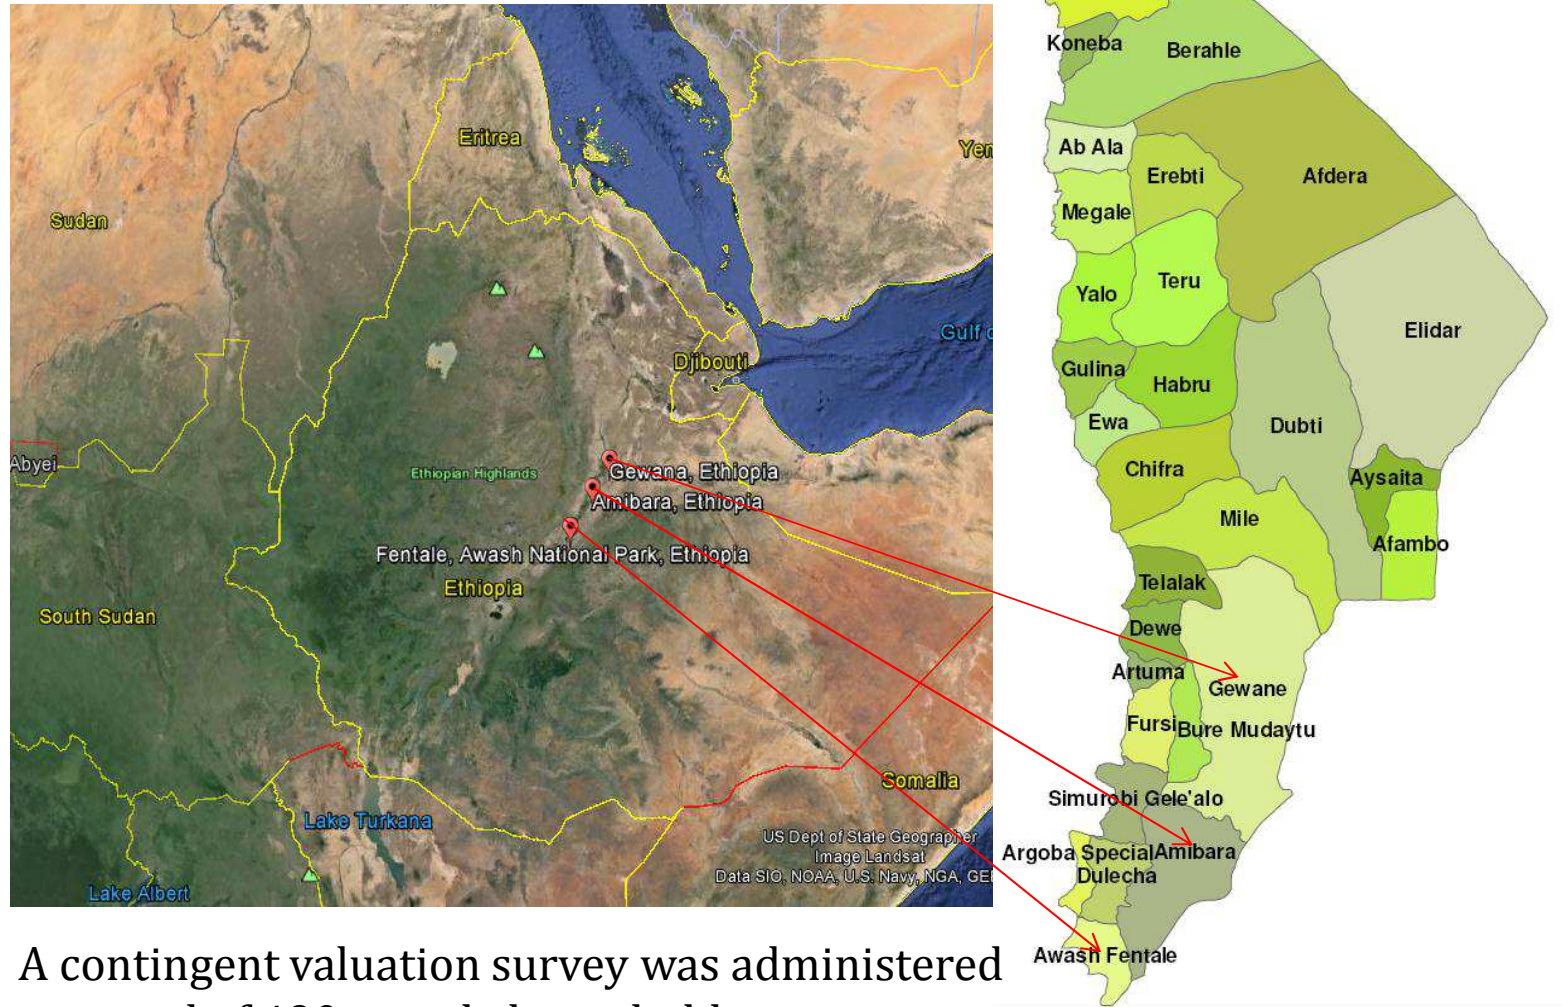 Eritrea
Yem
Sudan
Gulf o
Djibouti
Abyei
Ethiopian Highlands
Gewana, Ethiopia
Amibara, Ethiopia
Fentale, Awash National Park, Ethiopia
Ethiopia
South Sudan
Somalia
Lake Turkana
US Dept of State Geographer
Image Landsat
Data SIO, NOAA, U.S. Navy, NGA, GE
Lake Albert
Koneba
Berahle
Ab Ala
Erebti
Afdera
Megale
Teru
Yalo
Elidar
Gulina
Habru
Ewa
Dubti
Chifra
Aysaita
Mile
Afambo
Telalak
Dewe
Artuma
Gewane
Fursi
Bure Mudaytu
Simurobi Gele'alo
Argoba Special
Amibara
Dulecha
Awash Fentale
A contingent valuation survey was administered